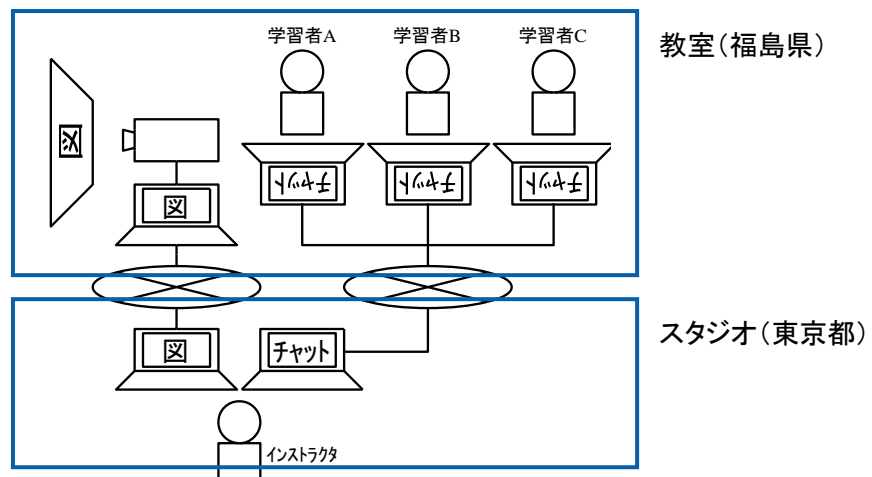 学習者A
学習者B
学習者C
教室(福島県)
図
図
チャット
チャット
チャット
図
チャット
スタジオ(東京都)
インストラクタ